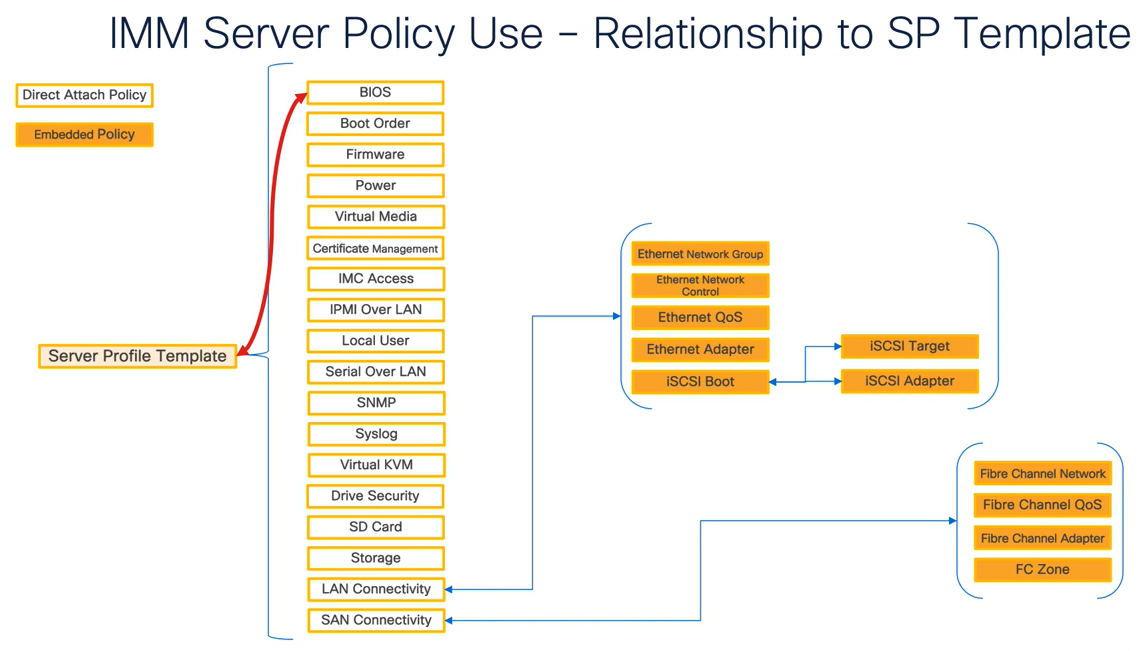 IMM Server Policy Use – Relationship to SP Template
Direct Attach Policy
Embedded Policy
Server Profile Template
BIOS
Boot Order
Firmware
Power
Virtual Media
Certificate Management
IMC Access
IPMI Over LAN
Local User
Serial Over LAN
SNMP
Syslog
Virtual KVM
Drive Security
SD Card
Storage
LAN Connectivity
SAN Connectivity
Ethernet Network Group
Ethernet Network
Control
Ethernet QoS
Ethernet Adapter
iSCSI Boot
iSCSI Target
iSCSI Adapter
Fibre Channel Network
Fibre Channel QoS
Fibre Channel Adapter
FC Zone